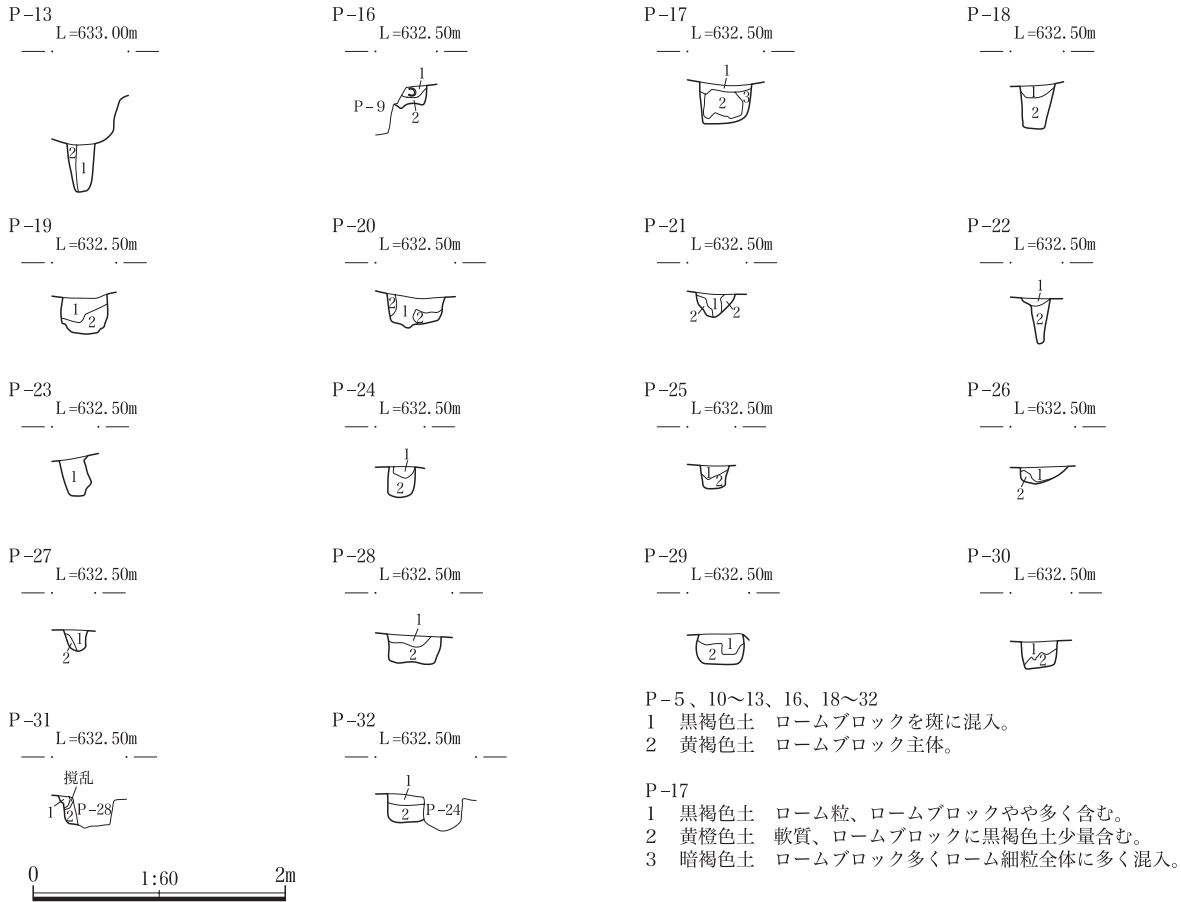 P-13
L=633.00m
2
1
P-16
L=632.50m
1
P-9
2
P-17
L=632.50m
1
2
3
P-18
L=632.50m
2
P-19
L=632.50m
1
2
P-20
L=632.50m
2
1
2
P-21
L=632.50m
1
2
2
P-22
L=632.50m
1
2
P-23
L=632.50m
1
P-24
L=632.50m
1
2
P-25
L=632.50m
1
2
P-26
L=632.50m
1
2
P-27
L=632.50m
1
2
P-28
L=632.50m
1
2
P-29
L=632.50m
1
2
P-30
L=632.50m
1
2
P-31
L=632.50m
撹乱
1
2
P-28
P-32
L=632.50m
1
2
P-24
P-5、10~13、16、18~32
1 黒褐色土 ロームブロックを斑に混入。
2 黄褐色土 ロームブロック主体。
P-17
1 黒褐色土 ローム粒、ロームブロックやや多く含む。
2 黄橙色土 軟質、ロームブロックに黒褐色土少量含む。
3 暗褐色土 ロームブロック多くローム細粒全体に多く混入。
0 1:60 2m